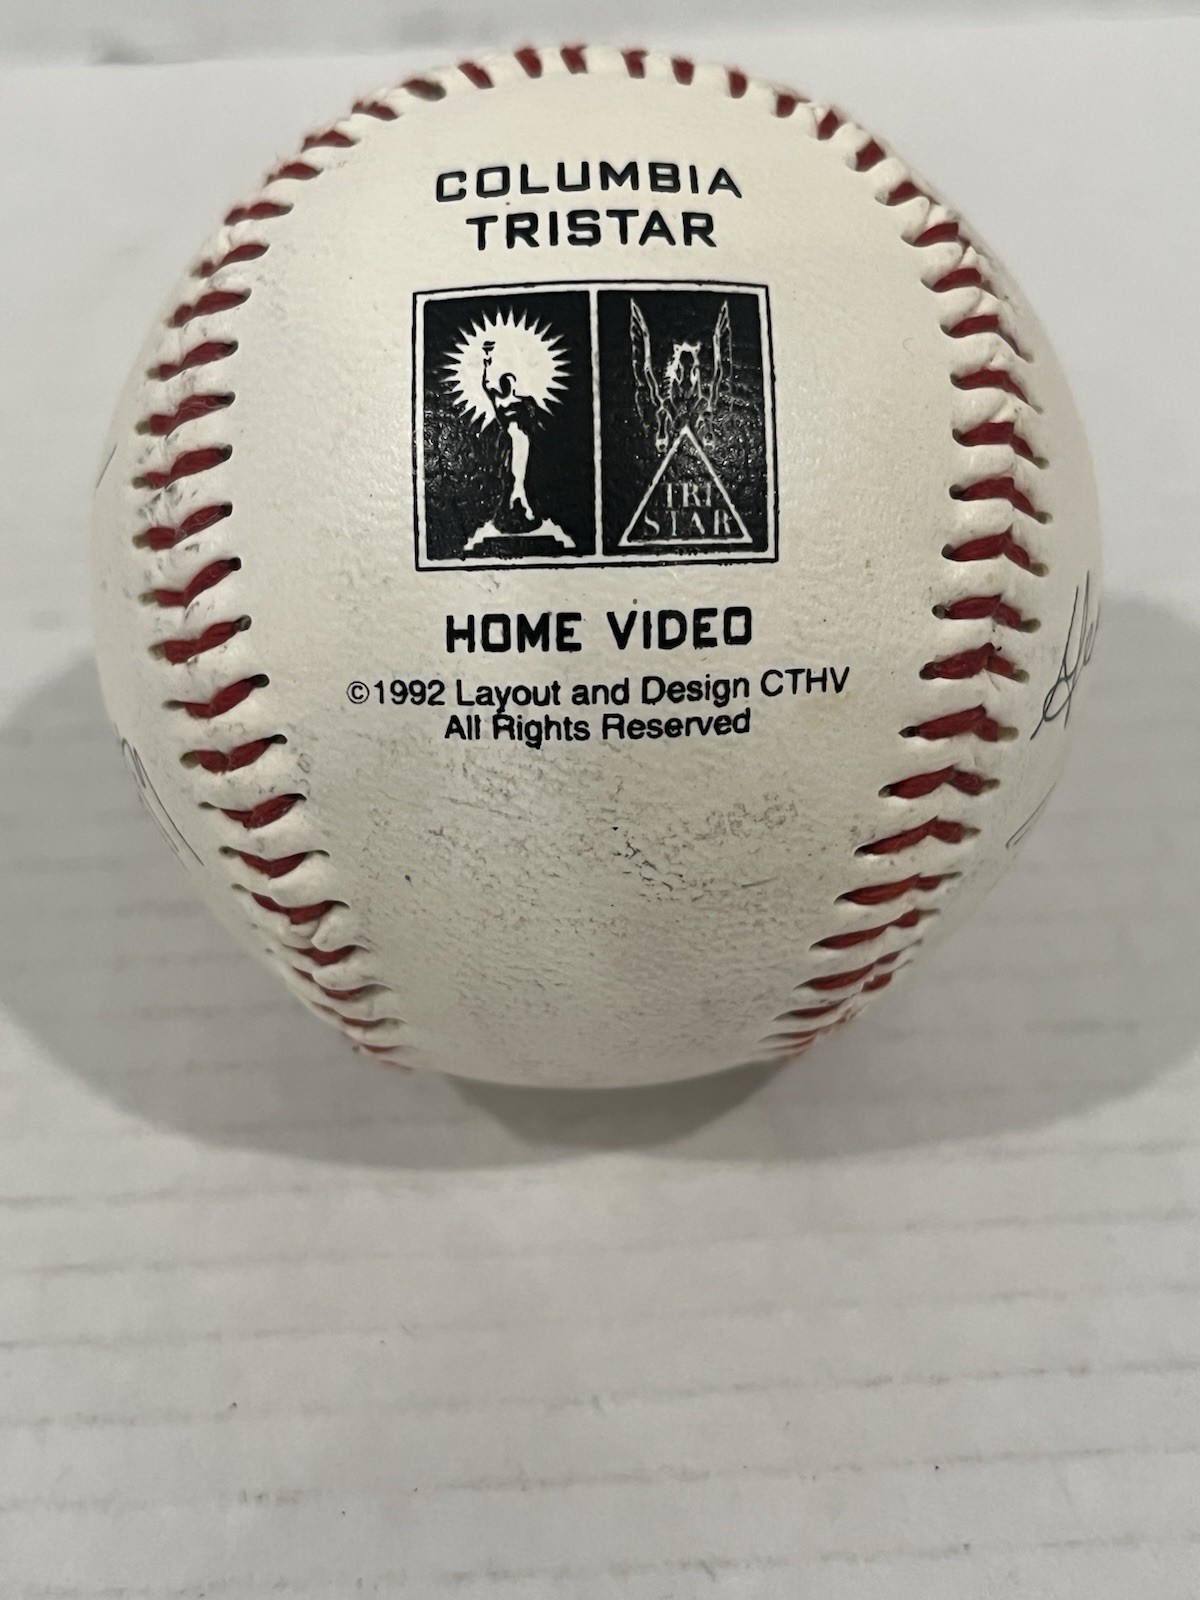 COLUMBIA
TRISTAR
TRI
STAR
HOME VIDEO
©1992 Layout and Design CTHV
All Rights Reserved